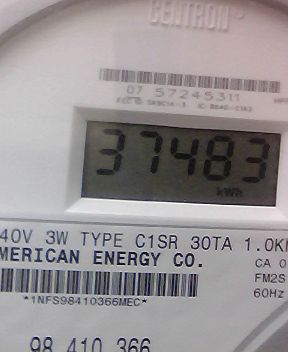 CENTRON®
07 57245311
37483
kWh
40V 3W TYPE C1SR 30TA 1.0K
MERICAN ENERGY CO.
CA 0
FM2S
60Hz
*1NFS98410366MEC*
98 410 366